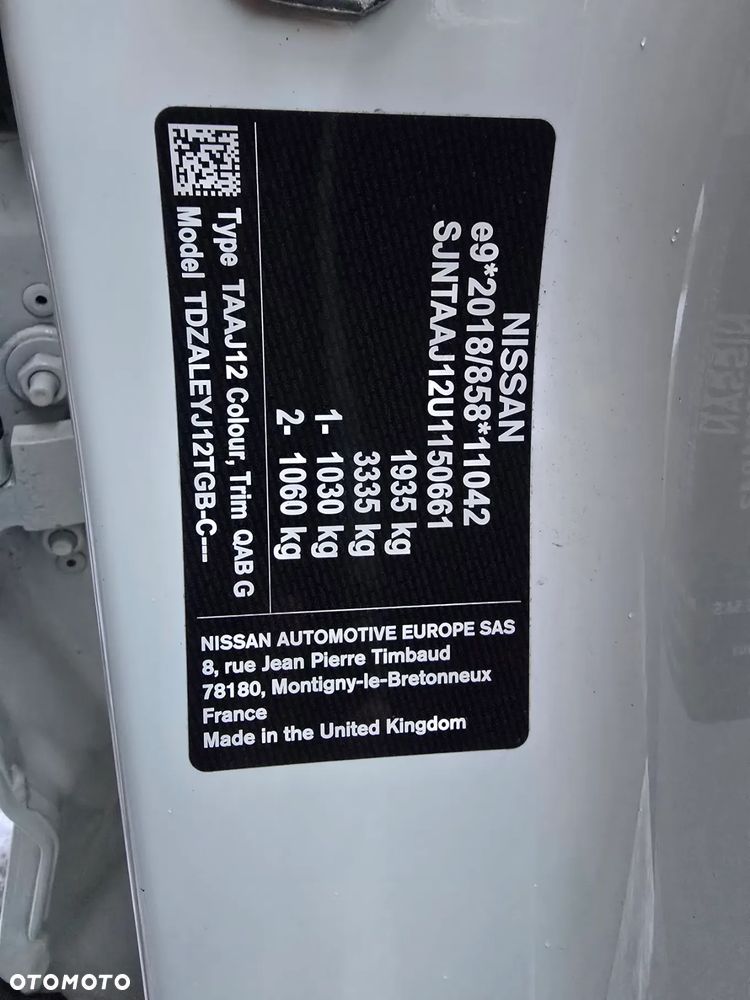 NISSAN
e9*2018/858*11042
SJNTAAJ12U1150661
1935 kg
3335 kg
1- 1030 kg
2- 1060 kg
Type TAAJ12 Colour, Trim QAB G
Model TDZALEYJ12TGB-C---
NISSAN AUTOMOTIVE EUROPE SAS
8, rue Jean Pierre Timbaud
78180, Montigny-le-Bretonneux
France
Made in the United Kingdom
OTOMOTO